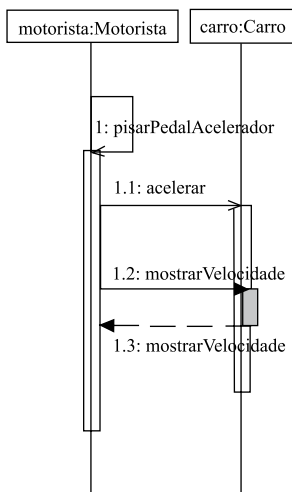 motorista:Motorista
carro:Carro
1: pisarPedalAcelerador
1.1: acelerar
1.2: mostrarVelocidade
1.3: mostrarVelocidade